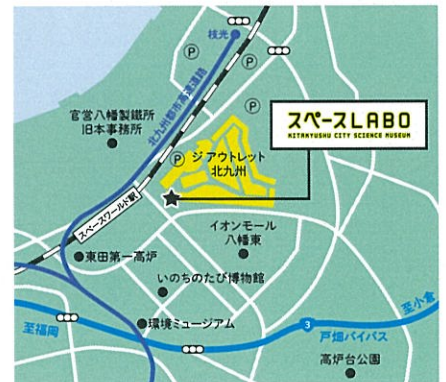 枝光
P
P
P
官営八幡製鐵所
旧本事務所
北九州都市高速道路
スペースLABO
KITAKYUSHU CITY SCIENCE MUSEUM
P
ジ アウトレット
北九州
スペースワールド駅
イオンモール
八幡東
東田第一高炉
いのちのたび博物館
至小倉
環境ミュージアム
3
戸畑バイパス
至福岡
高炉台公園